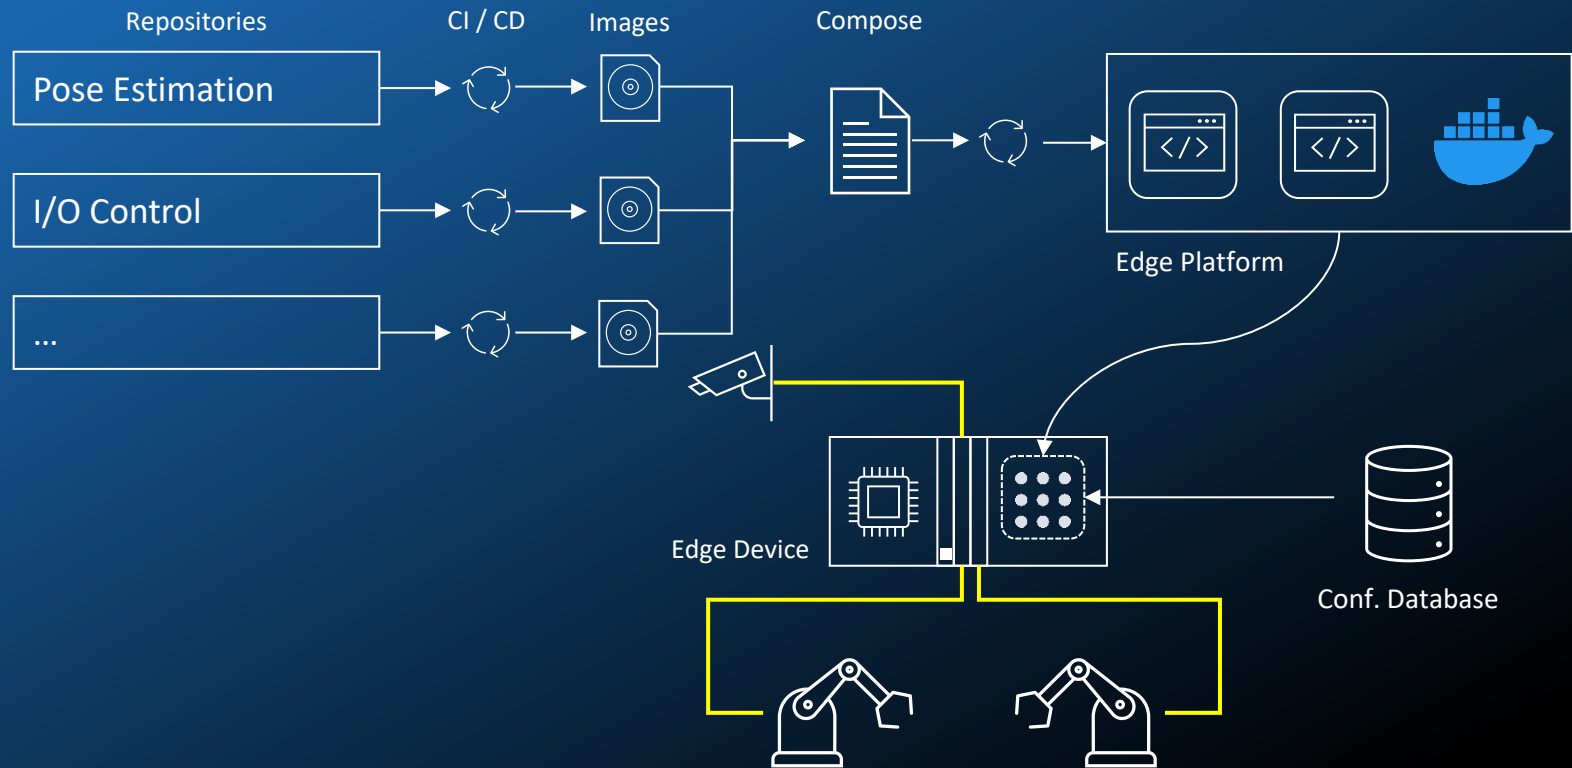 Repositories
CI / CD
Images
Compose
Pose Estimation
I/O Control
...
</>
</>
Edge Platform
Edge Device
Conf. Database